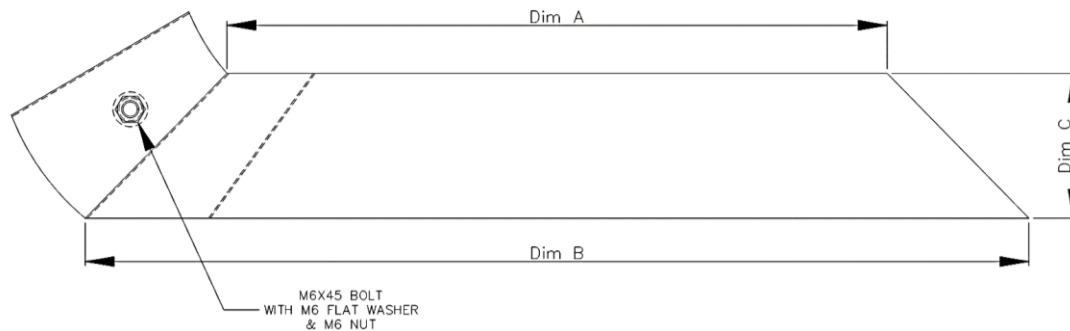 Dim A
Dim C
Dim B
M6X45 BOLT
WITH M6 FLAT WASHER
& M6 NUT